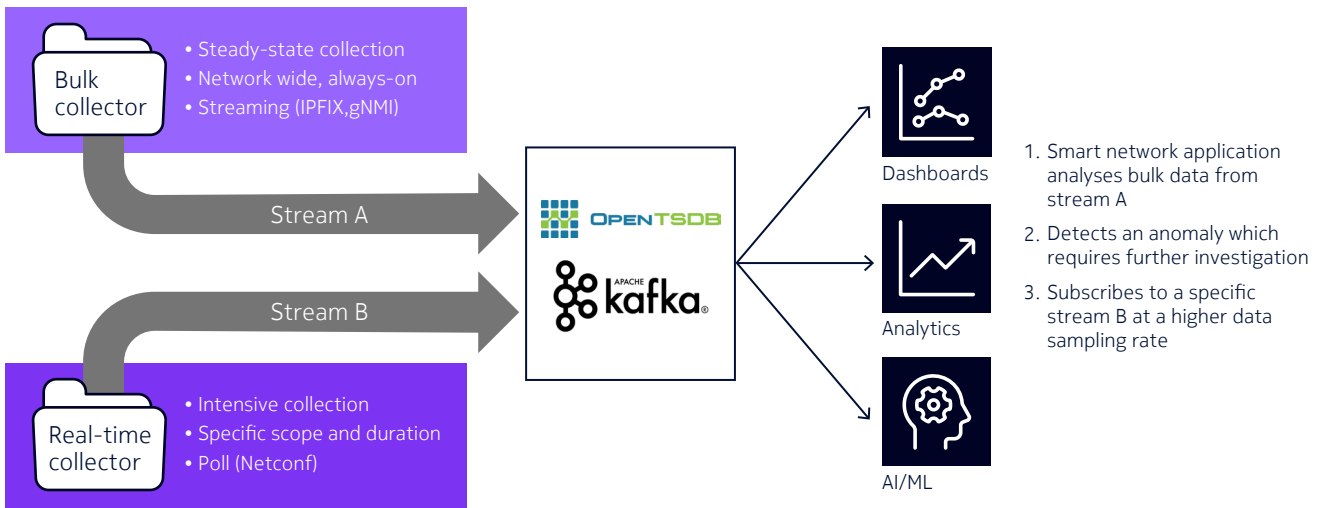 Bulk
collector
• Steady-state collection
• Network wide, always-on
• Streaming (IPFIX,gNMI)
Stream A
Stream B
Real-time
collector
• Intensive collection
• Specific scope and duration
• Poll (Netconf)
OPENTSDB
APACHE
kafka®
Dashboards
Analytics
AI/ML
1. Smart network application
analyses bulk data from
stream A
2. Detects an anomaly which
requires further investigation
3. Subscribes to a specific
stream B at a higher data
sampling rate